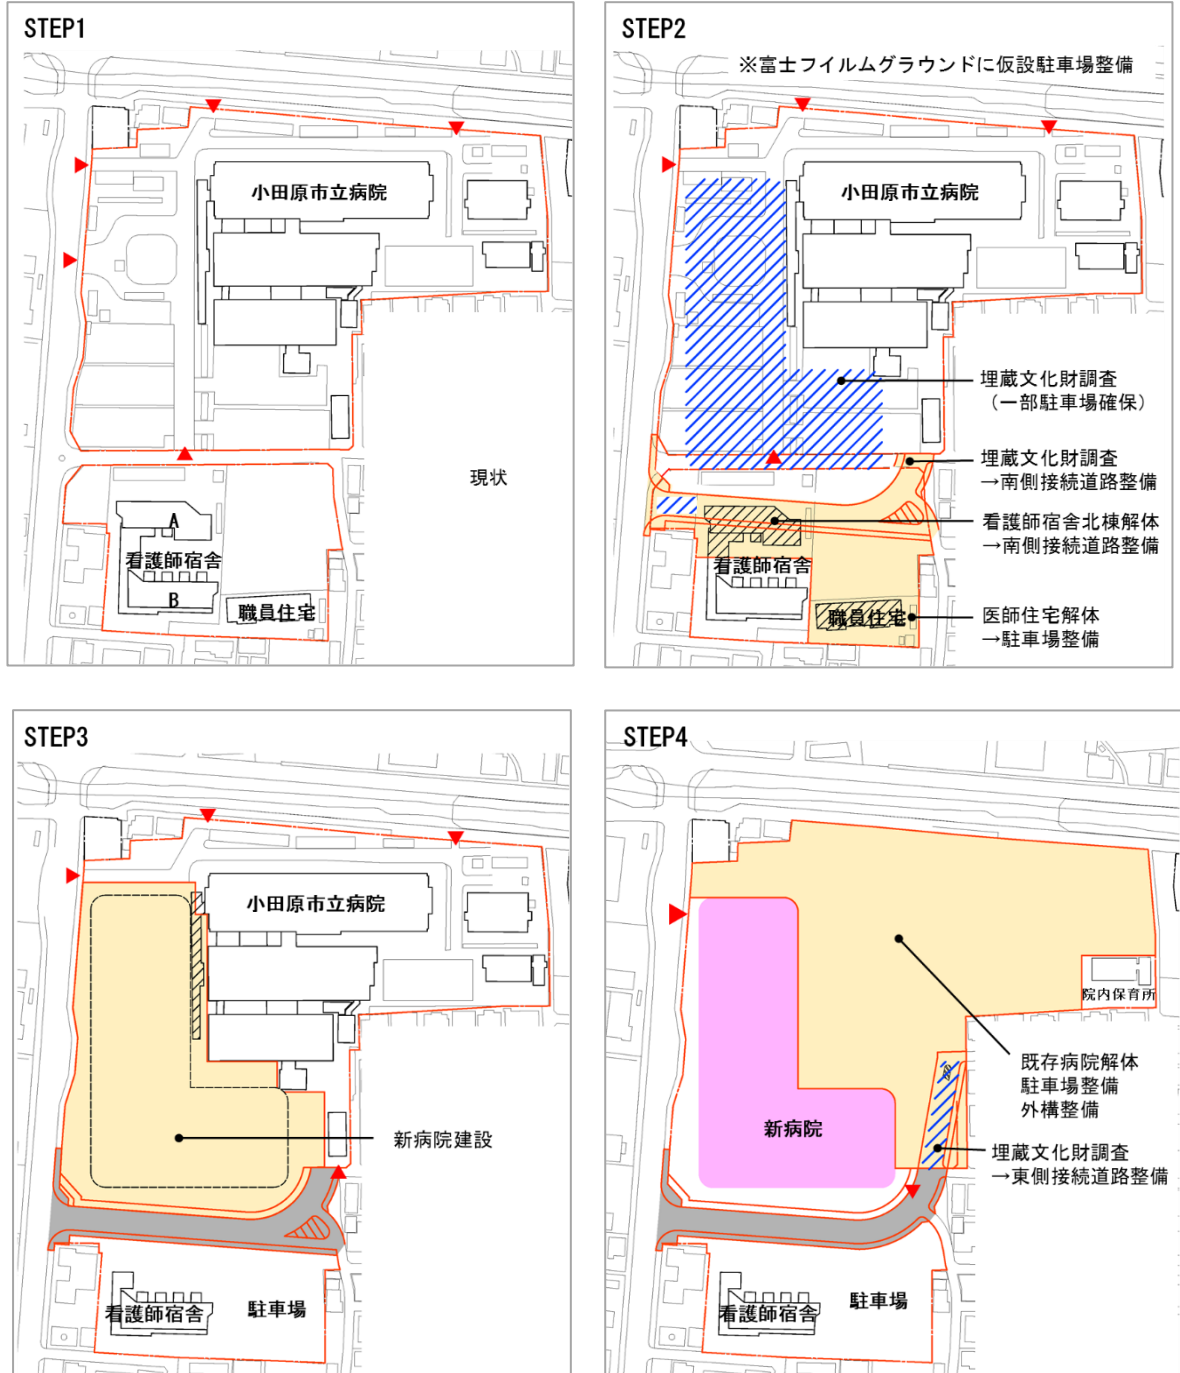 STEP1
小田原市立病院
現状
A
看護師宿舎
B
職員住宅
STEP2
※富士フイルムグラウンドに仮設駐車場整備
小田原市立病院
埋蔵文化財調査
（一部駐車場確保）
埋蔵文化財調査
→南側接続道路整備
看護師宿舎北棟解体
→南側接続道路整備
看護師宿舎
職員住宅
医師住宅解体
→駐車場整備
STEP3
小田原市立病院
新病院建設
看護師宿舎
駐車場
STEP4
院内保育所
既存病院解体
駐車場整備
外構整備
新病院
埋蔵文化財調査
→東側接続道路整備
看護師宿舎
駐車場